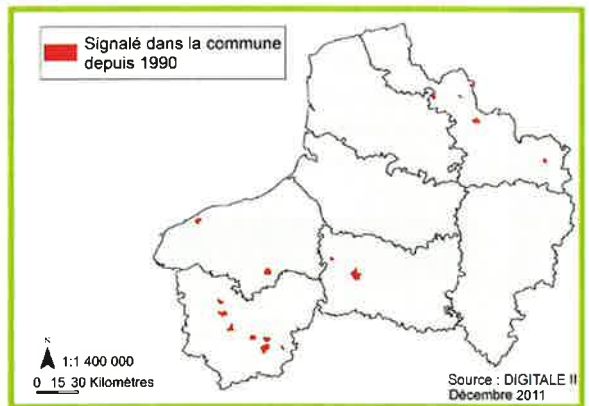 Signalé dans la commune
depuis 1990
N
1:1 400 000
0 15 30 Kilomètres
Source : DIGITALE II
Décembre 2011